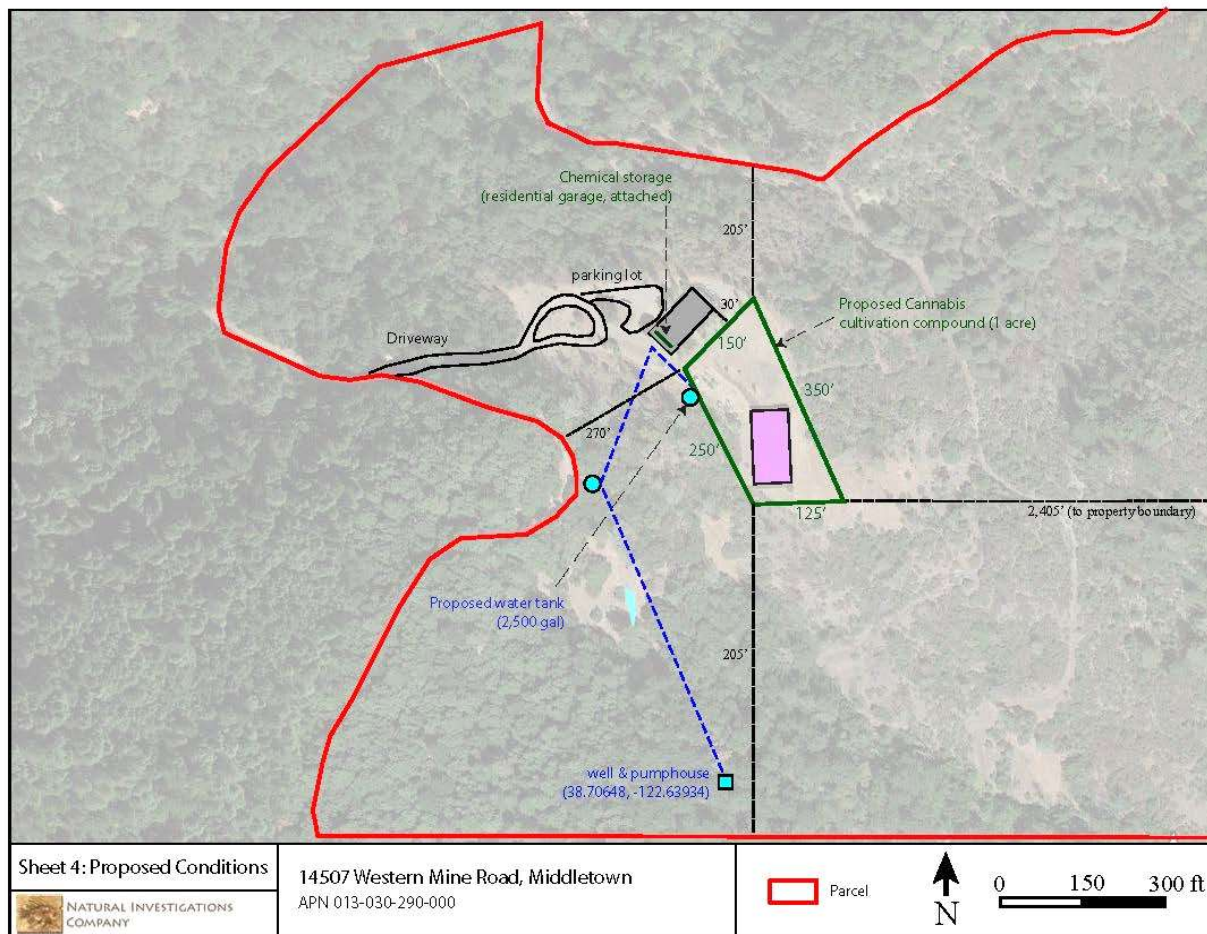 Chemical storage
(residential garage, attached)
205'
parking lot
30'
Proposed Cannabis
cultivation compound (1 acre)
Driveway
150'
350'
270'
250'
125'
2,405' (to property boundary)
Proposed water tank
(2,500 gal)
205'
well & pumphouse
(38.70648, -122.63934)
Sheet 4: Proposed Conditions
NATURAL INVESTIGATIONS
COMPANY
14507 Western Mine Road, Middletown
APN 013-030-290-000
Parcel
N
0 150 300 ft